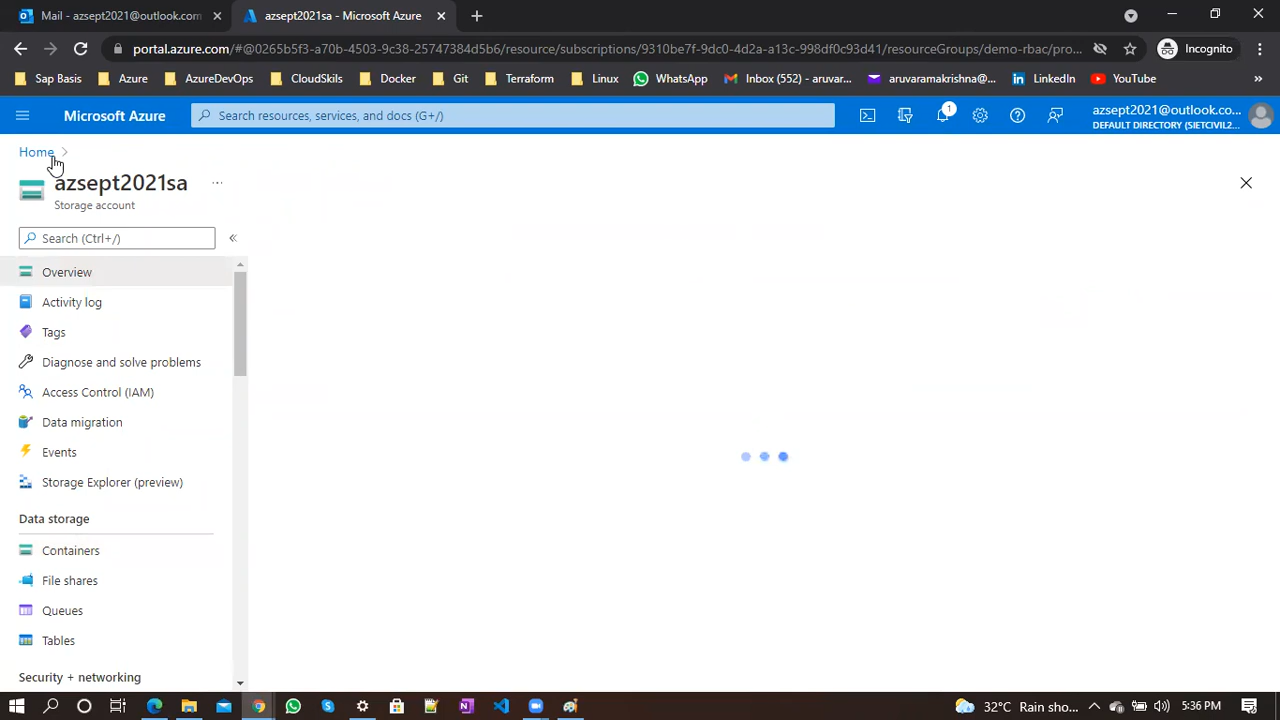 Mail - azsept2021@outlook.com
azsept2021sa - Microsoft Azure
portal.azure.com/#@0265b5f3-a70b-4503-9c38-25747384d5b6/resource/subscriptions/9310be7f-9dc0-4d2a-a13c-998df0c93d41/resourceGroups/demo-rbac/pro...
Incognito
Sap Basis
Azure
AzureDevOps
CloudSkils
Docker
Git
Terraform
Linux
WhatsApp
Inbox (552) - aruvar...
aruvaramakrishna@...
LinkedIn
YouTube
»
Microsoft Azure
Search resources, services, and docs (G+/)
1
azsept2021@outlook.co...
DEFAULT DIRECTORY (SIETCIVIL2...
Home
azsept2021sa
...
Storage account
Search (Ctrl+/)
«
Overview
Activity log
Tags
Diagnose and solve problems
Access Control (IAM)
Data migration
Events
Storage Explorer (preview)
Data storage
Containers
File shares
Queues
Tables
Security + networking
32°C Rain sho...
5:36 PM